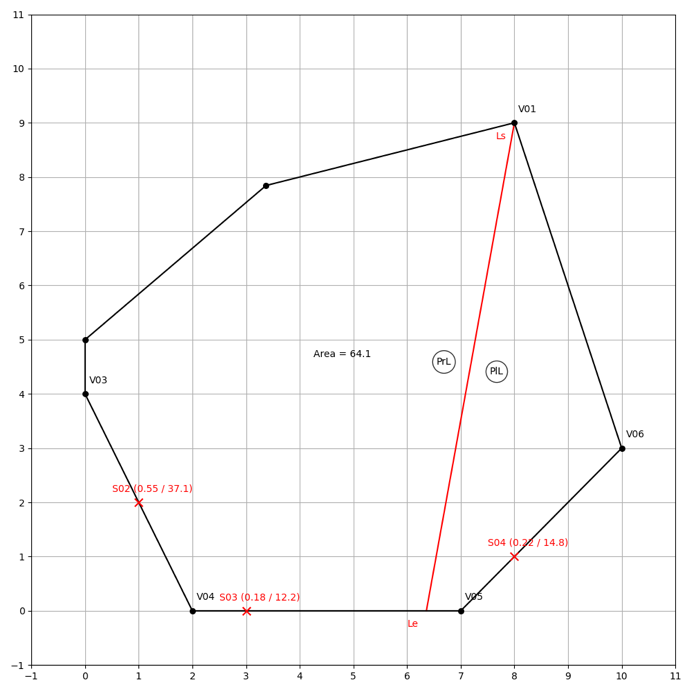 11
10
9
8
7
6
5
4
3
2
1
0
−1
V01
Ls
Area = 64.1
PrL
PlL
V03
V06
S02 (0.55 / 37.1)
S04 (0.22 / 14.8)
V04
S03 (0.18 / 12.2)
V05
Le
−1 0 1 2 3 4 5 6 7 8 9 10 11